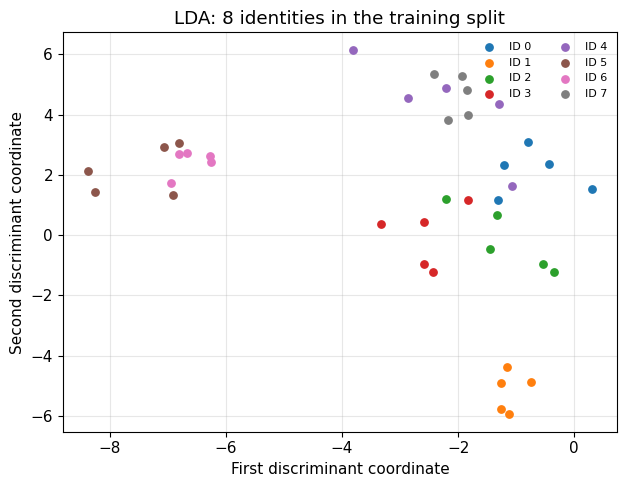 LDA: 8 identities in the training split
ID 0
ID 1
ID 2
ID 3
ID 4
ID 5
ID 6
ID 7
Second discriminant coordinate
6
4
2
0
−2
−4
−6
−8
−6
−4
−2
0
First discriminant coordinate